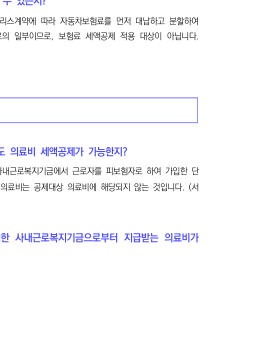 수 있는지?
리스계약에 따라 자동차보험료를 먼저 대납하고 분할하여
의 일부이므로, 보험료 세액공제 적용 대상이 아닙니다.
도 의료비 세액공제가 가능한지?
사내근로복지기금에서 근로자를 피보험자로 하여 가입한 단
의료비는 공제대상 의료비에 해당되지 않는 것입니다. (서
한 사내근로복지기금으로부터 지급받는 의료비가